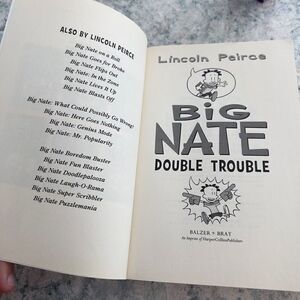 ALSO BY LINCOLN PEIRCE
Big Nate on a Roll
Big Nate Goes for Broke
Big Nate Flips Out
Big Nate: In the Zone
Big Nate Lives It Up
Big Nate Blasts Off
Big Nate: What Could Possibly Go Wrong?
Big Nate: Here Goes Nothing
Big Nate: Genius Mode
Big Nate: Mr. Popularity
Big Nate Boredom Buster
Big Nate Fun Blaster
Big Nate Doodlepalooza
Big Nate Laugh-O-Rama
Big Nate Super Scribbler
Big Nate Puzzlemania
Lincoln Peirce
BIG
NATE
DOUBLE TROUBLE
BALZER + BRAY
An Imprint of HarperCollinsPublishers